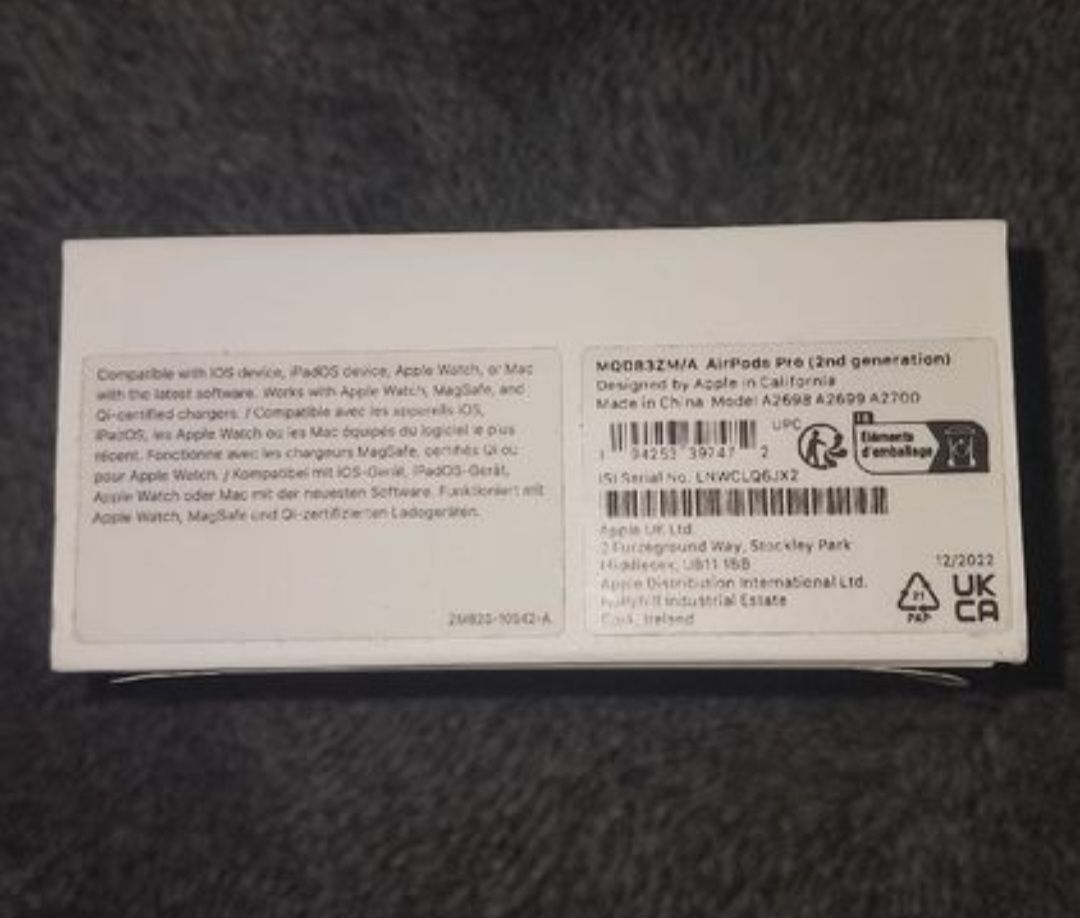 Compatible with iOS device, iPadOS device, Apple Watch, or Mac
with the latest software. Works with Apple Watch, MagSafe, and
Qi-certified chargers. / Compatible avec les appareils iOS,
iPadOS, les Apple Watch ou les Mac équipés du logiciel le plus
récent. Fonctionne avec les chargeurs MagSafe, certifiés Qi ou
pour Apple Watch. / Kompatibel mit iOS-Gerät, iPadOS-Gerät,
Apple Watch oder Mac mit der neuesten Software. Funktioniert mit
Apple Watch, MagSafe und Qi-zertifizierten Ladegeräten.
MQD83ZM/A AirPods Pro (2nd generation)
Designed by Apple in California
Made in China Model A2698 A2699 A2700
UPC
1 94253 39747 2
FR
Éléments
d'emballage
(S) Serial No. LNWCLQ6JX2
Apple UK Ltd.
2 Furzeground Way, Stockley Park
Middlesex, UB11 1BB
Apple Distribution International Ltd.
Hollyhill Industrial Estate
Cork, Ireland
12/2022
21
PAP
UK
CA